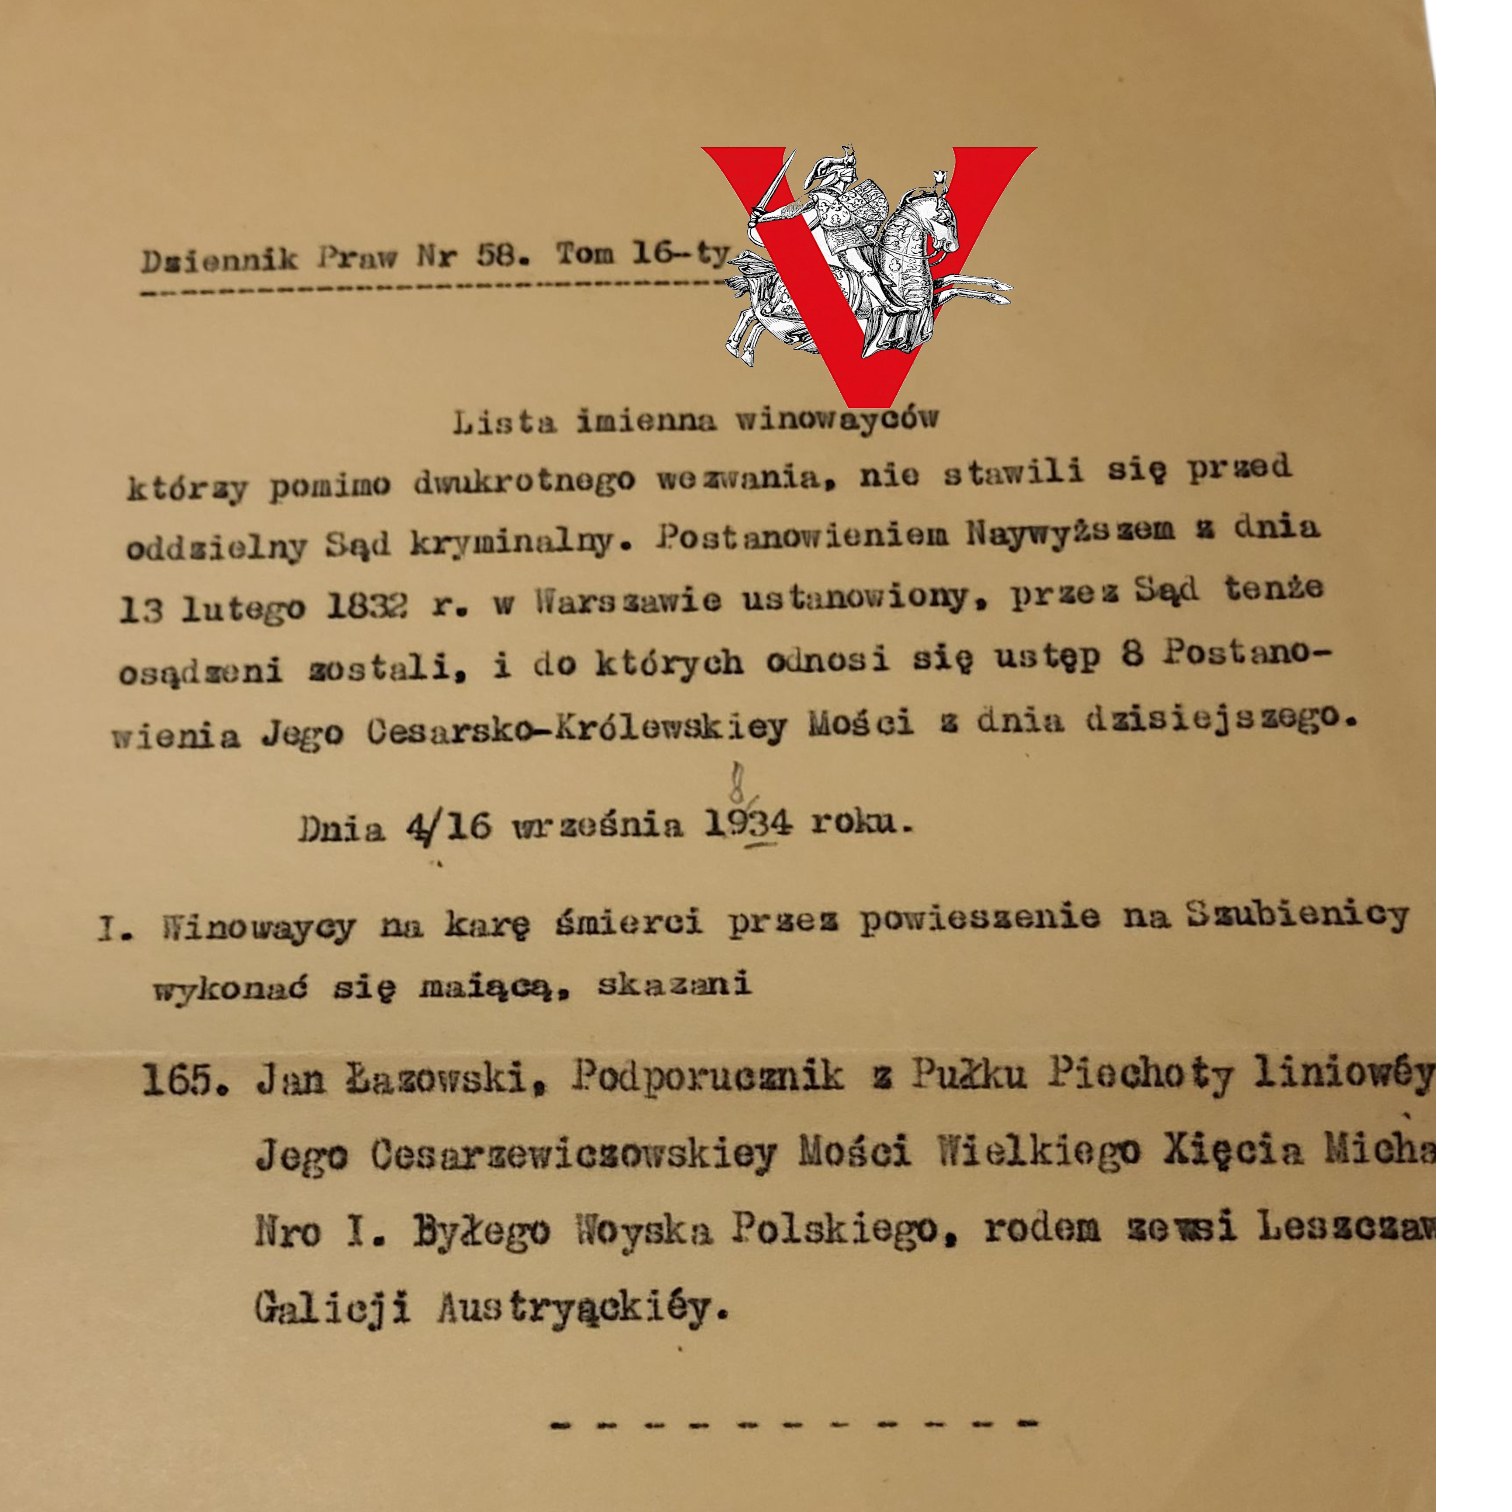 Dziennik Praw Nr 58. Tom 16-ty
V
Lista imienna winowayców
którzy pomimo dwukrotnego wezwania, nie stawili się przed
oddzielny Sąd kryminalny. Postanowieniem Naywyższem z dnia
13 lutego 1832 r. w Warszawie ustanowiony, przez Sąd tenże
osądzeni zostali, i do których odnosi się ustęp 8 Postano-
wienia Jego Cesarsko-Królewskiey Mości z dnia dzisiejszego.
8
Dnia 4/16 września 1934 roku.
I. Winowaycy na karę śmierci przez powieszenie na Szubienicy
wykonać się maiącą, skazani
165. Jan Łazowski, Podporucznik z Pułku Piechoty liniowéy
Jego Cesarzewiczowskiey Mości Wielkiego Xięcia Micha
Nro I. Byłego Woyska Polskiego, rodem zewsi Leszczaw
Galicji Austryąckiéy.